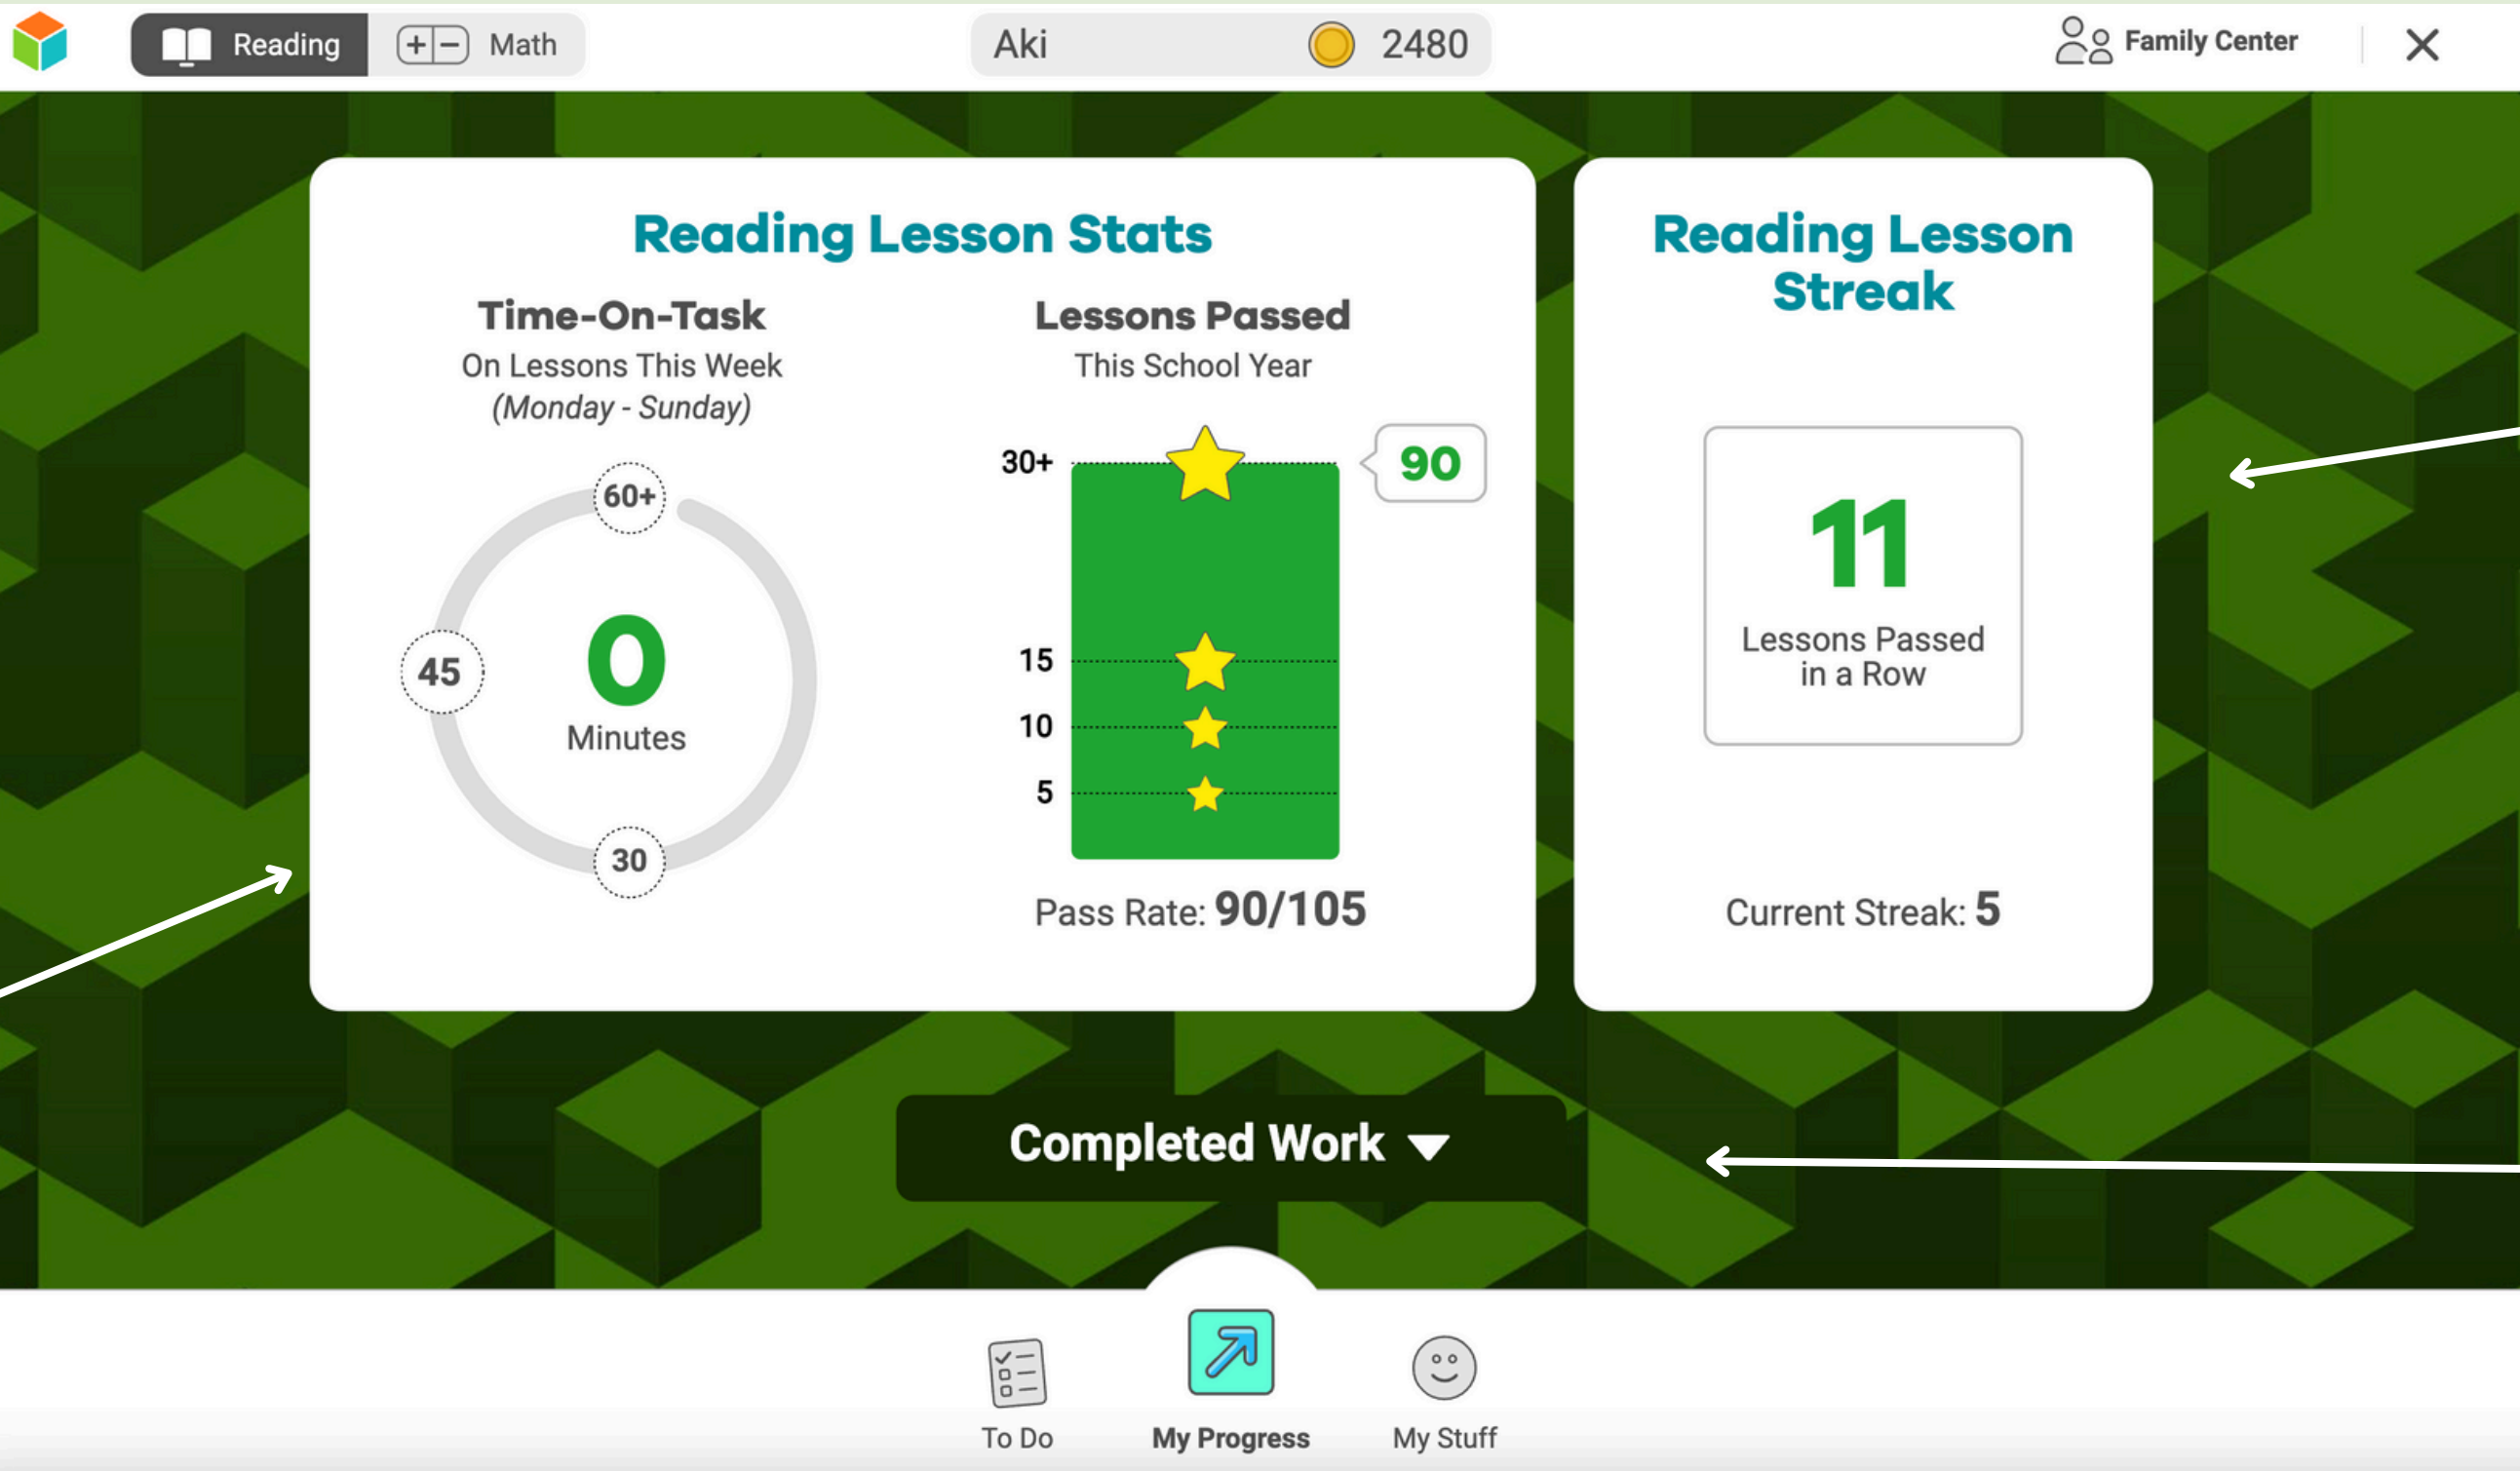 Reading
Math
Aki
2480
Family Center
Reading Lesson Stats
Time-On-Task
On Lessons This Week
(Monday - Sunday)
60+
45
0
Minutes
30
Lessons Passed
This School Year
30+
90
15
10
5
Pass Rate: 90/105
Reading Lesson
Streak
11
Lessons Passed
in a Row
Current Streak: 5
Completed Work
To Do
My Progress
My Stuff